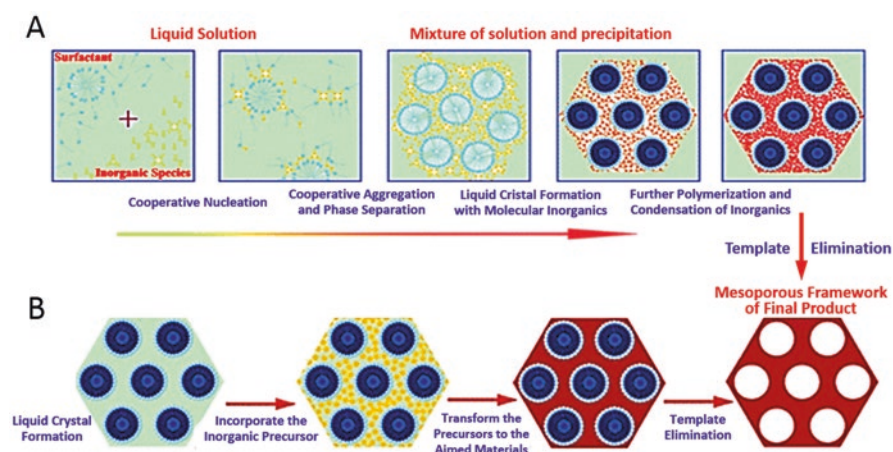 A
Liquid Solution
Mixture of solution and precipitation
Surfactant
Inorganic Species
Cooperative Nucleation
Cooperative Aggregation
and Phase Separation
Liquid Cristal Formation
with Molecular Inorganics
Further Polymerization and
Condensation of Inorganics
Template Elimination
Mesoporous Framework
of Final Product
B
Liquid Crystal
Formation
Incorporate the
Inorganic Precursor
Transform the
Precursors to the
Aimed Materials
Template
Elimination